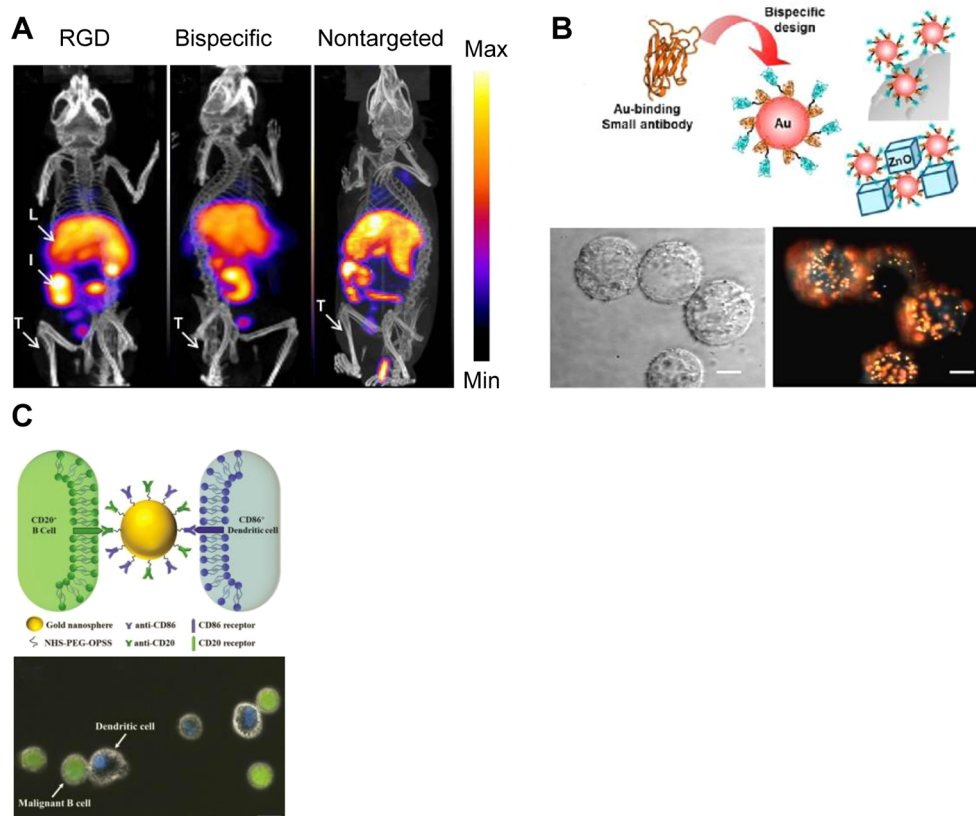 A
RGD
Bispecific
Nontargeted
Max
L
I
T
T
T
Min
B
Bispecific
design
Au-binding
Small antibody
Au
ZnO
C
CD20+
B Cell
CD86+
Dendritic cell
Gold nanosphere
anti-CD86
CD86 receptor
NHS-PEG-OPSS
anti-CD20
CD20 receptor
Dendritic cell
Malignant B cell